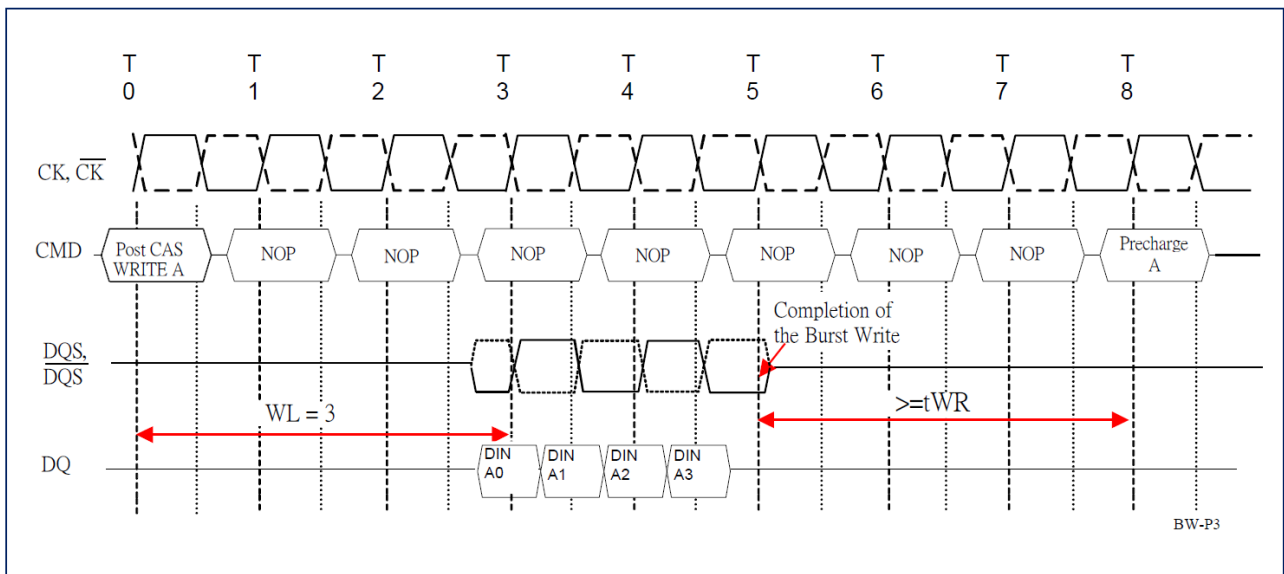 T T T T T T T T T
0 1 2 3 4 5 6 7 8
CK, CK
CMD
Post CAS
WRITE A
NOP
NOP
NOP
NOP
NOP
NOP
NOP
Precharge
A
Completion of
the Burst Write
DQS,
DQS
WL = 3
>=tWR
DQ
DIN
A0
DIN
A1
DIN
A2
DIN
A3
BW-P3